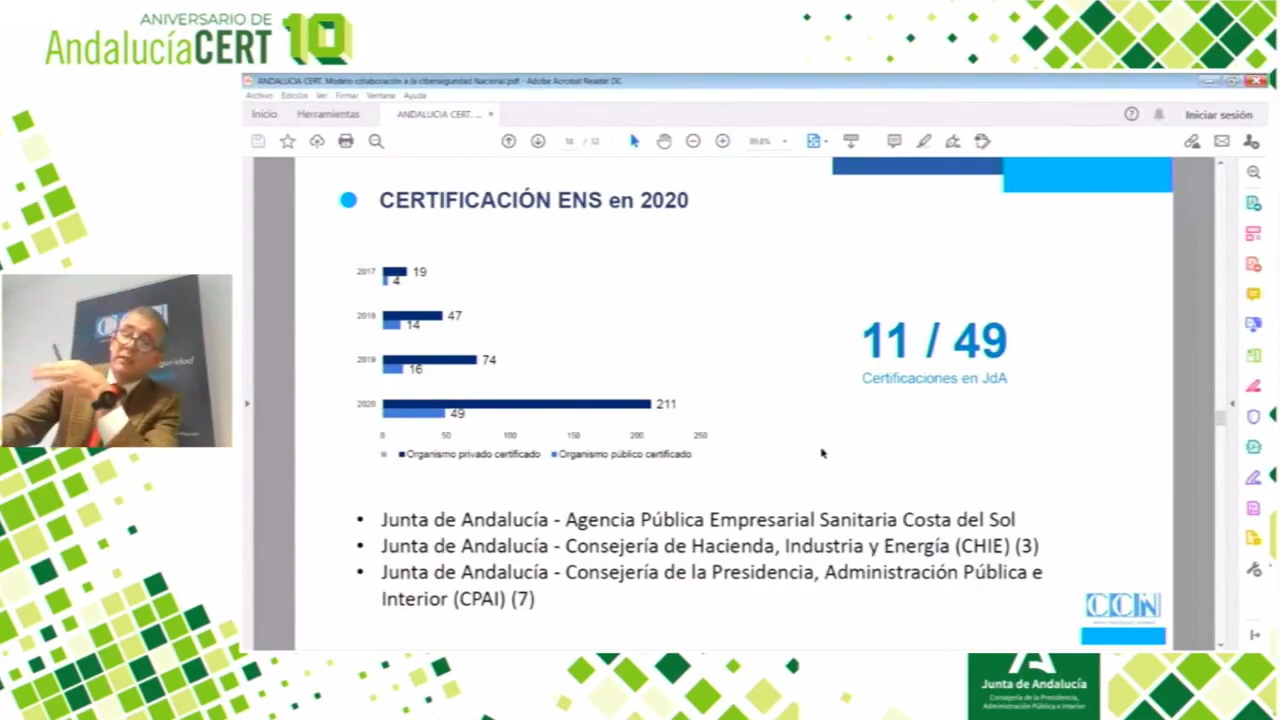 ANIVERSARIO DE
AndalucíaCERT 10
ANDALUCIA CERT. Modelo colaboración a la ciberseguridad Nacional.pdf - Adobe Acrobat Reader DC
Archivo Edición Ver Firmar Ventana Ayuda
Inicio Herramientas ANDALUCIA CERT. ... × Iniciar sesión
/ 32 89,8%
CERTIFICACIÓN ENS en 2020
2017 19
4
2018 47
14
2019 74
16
2020 211
49
0 50 100 150 200 250
Organismo privado certificado Organismo público certificado
11 / 49
Certificaciones en JdA
• Junta de Andalucía - Agencia Pública Empresarial Sanitaria Costa del Sol
• Junta de Andalucía - Consejería de Hacienda, Industria y Energía (CHIE) (3)
• Junta de Andalucía - Consejería de la Presidencia, Administración Pública e
Interior (CPAI) (7)
CCN
Junta de Andalucía
Consejería de la Presidencia,
Administración Pública e Interior